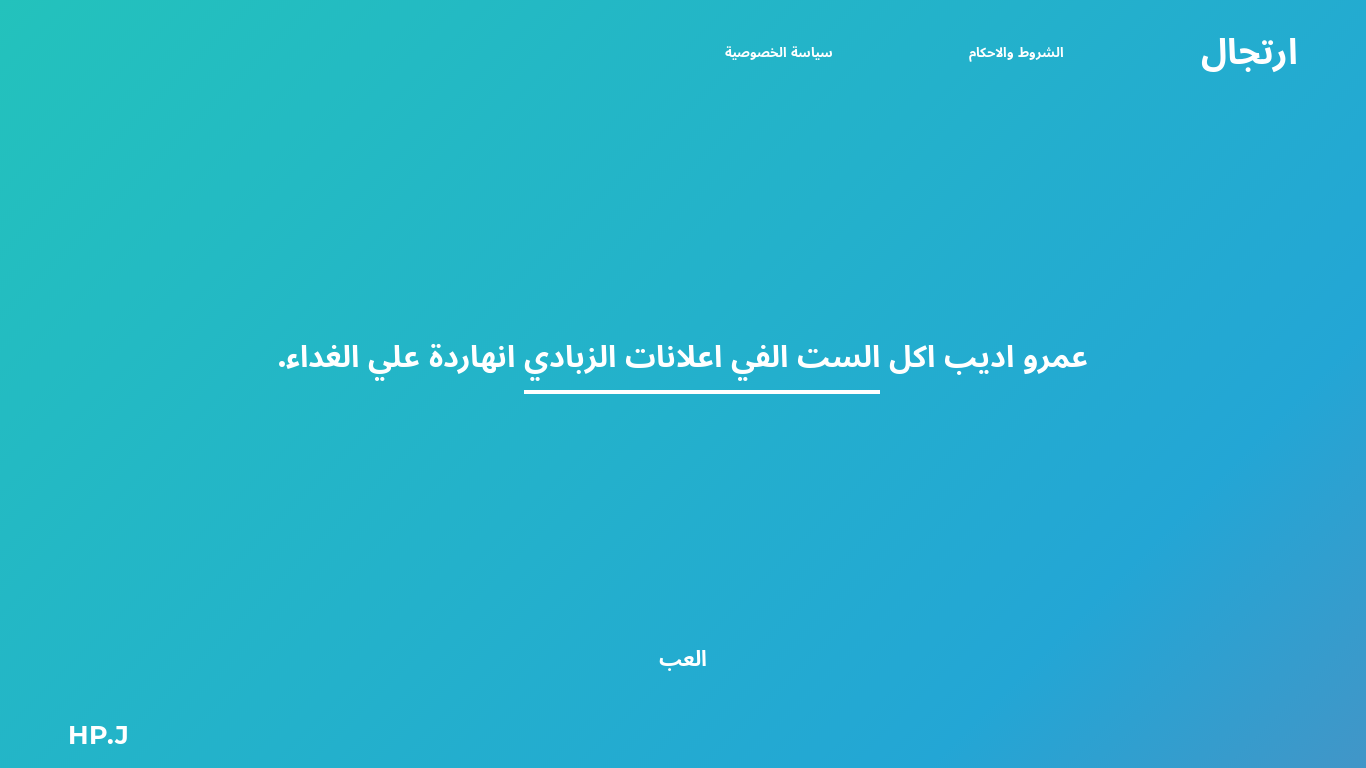 ارتجال
الشروط والاحكام
سياسة الخصوصية
عمرو اديب اكل الست الفي اعلانات الزبادي انهاردة علي الغداء.
العب
HP.J